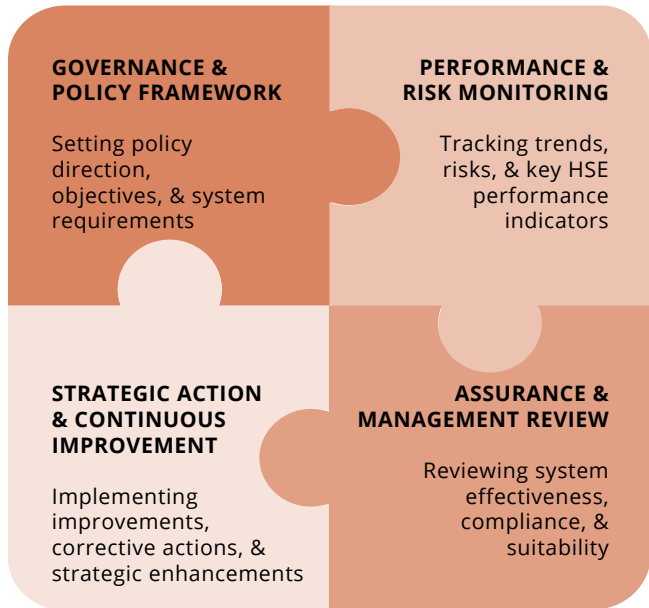 GOVERNANCE &
POLICY FRAMEWORK
Setting policy
direction,
objectives, & system
requirements
PERFORMANCE &
RISK MONITORING
Tracking trends,
risks, & key HSE
performance
indicators
STRATEGIC ACTION
& CONTINUOUS
IMPROVEMENT
Implementing
improvements,
corrective actions, &
strategic enhancements
ASSURANCE &
MANAGEMENT REVIEW
Reviewing system
effectiveness,
compliance, &
suitability